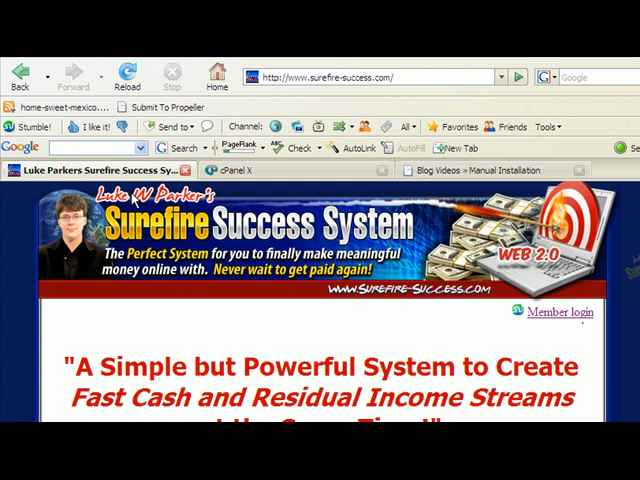 Back
Forward
Reload
Stop
Home
http://www.surefire-success.com/
G
Google
home-sweet-mexico....
Submit To Propeller
Stumble!
I like it!
Send to
Channel:
All
Favorites
Friends
Tools
Google
G Search
PageRank
Check
AutoLink
AutoFill
New Tab
Luke Parkers Surefire Success Sy...
cPanel X
Blog Videos » Manual Installation
Luke W Parker's
Surefire Success System
The Perfect System for you to finally make meaningful
money online with. Never wait to get paid again!
WEB 2.0
www.Surefire-Success.com
Member login
"A Simple but Powerful System to Create
Fast Cash and Residual Income Streams